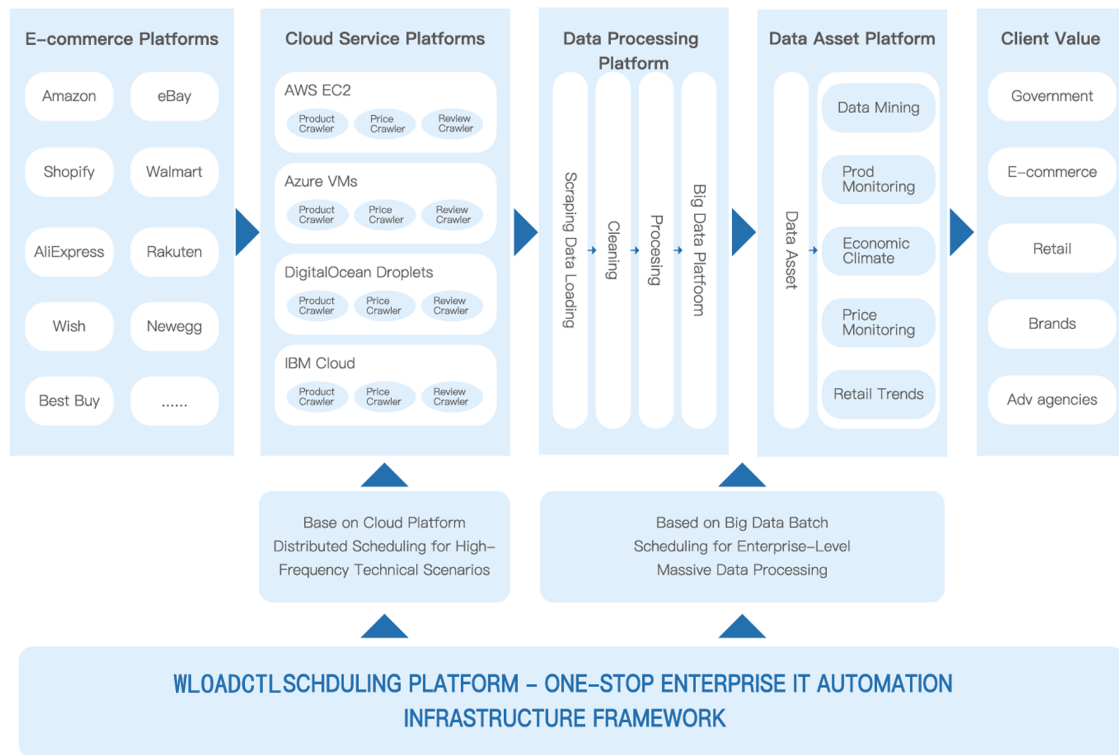 E-commerce Platforms
Amazon
eBay
Shopify
Walmart
AliExpress
Rakuten
Wish
Newegg
Best Buy
......
Cloud Service Platforms
AWS EC2
Product
Crawler
Price
Crawler
Review
Crawler
Azure VMs
Product
Crawler
Price
Crawler
Review
Crawler
DigitalOcean Droplets
Product
Crawler
Price
Crawler
Review
Crawler
IBM Cloud
Product
Crawler
Price
Crawler
Review
Crawler
Data Processing
Platform
Scraping Data Loading
Cleaning
Procesing
Big Data Platfoom
Data Asset Platform
Data Asset
Data Mining
Prod
Monitoring
Economic
Climate
Price
Monitoring
Retail Trends
Client Value
Government
E-commerce
Retail
Brands
Adv agencies
Base on Cloud Platform
Distributed Scheduling for High-
Frequency Technical Scenarios
Based on Big Data Batch
Scheduling for Enterprise-Level
Massive Data Processing
WLOADCTL SCHDULING PLATFORM - ONE-STOP ENTERPRISE IT AUTOMATION
INFRASTRUCTURE FRAMEWORK